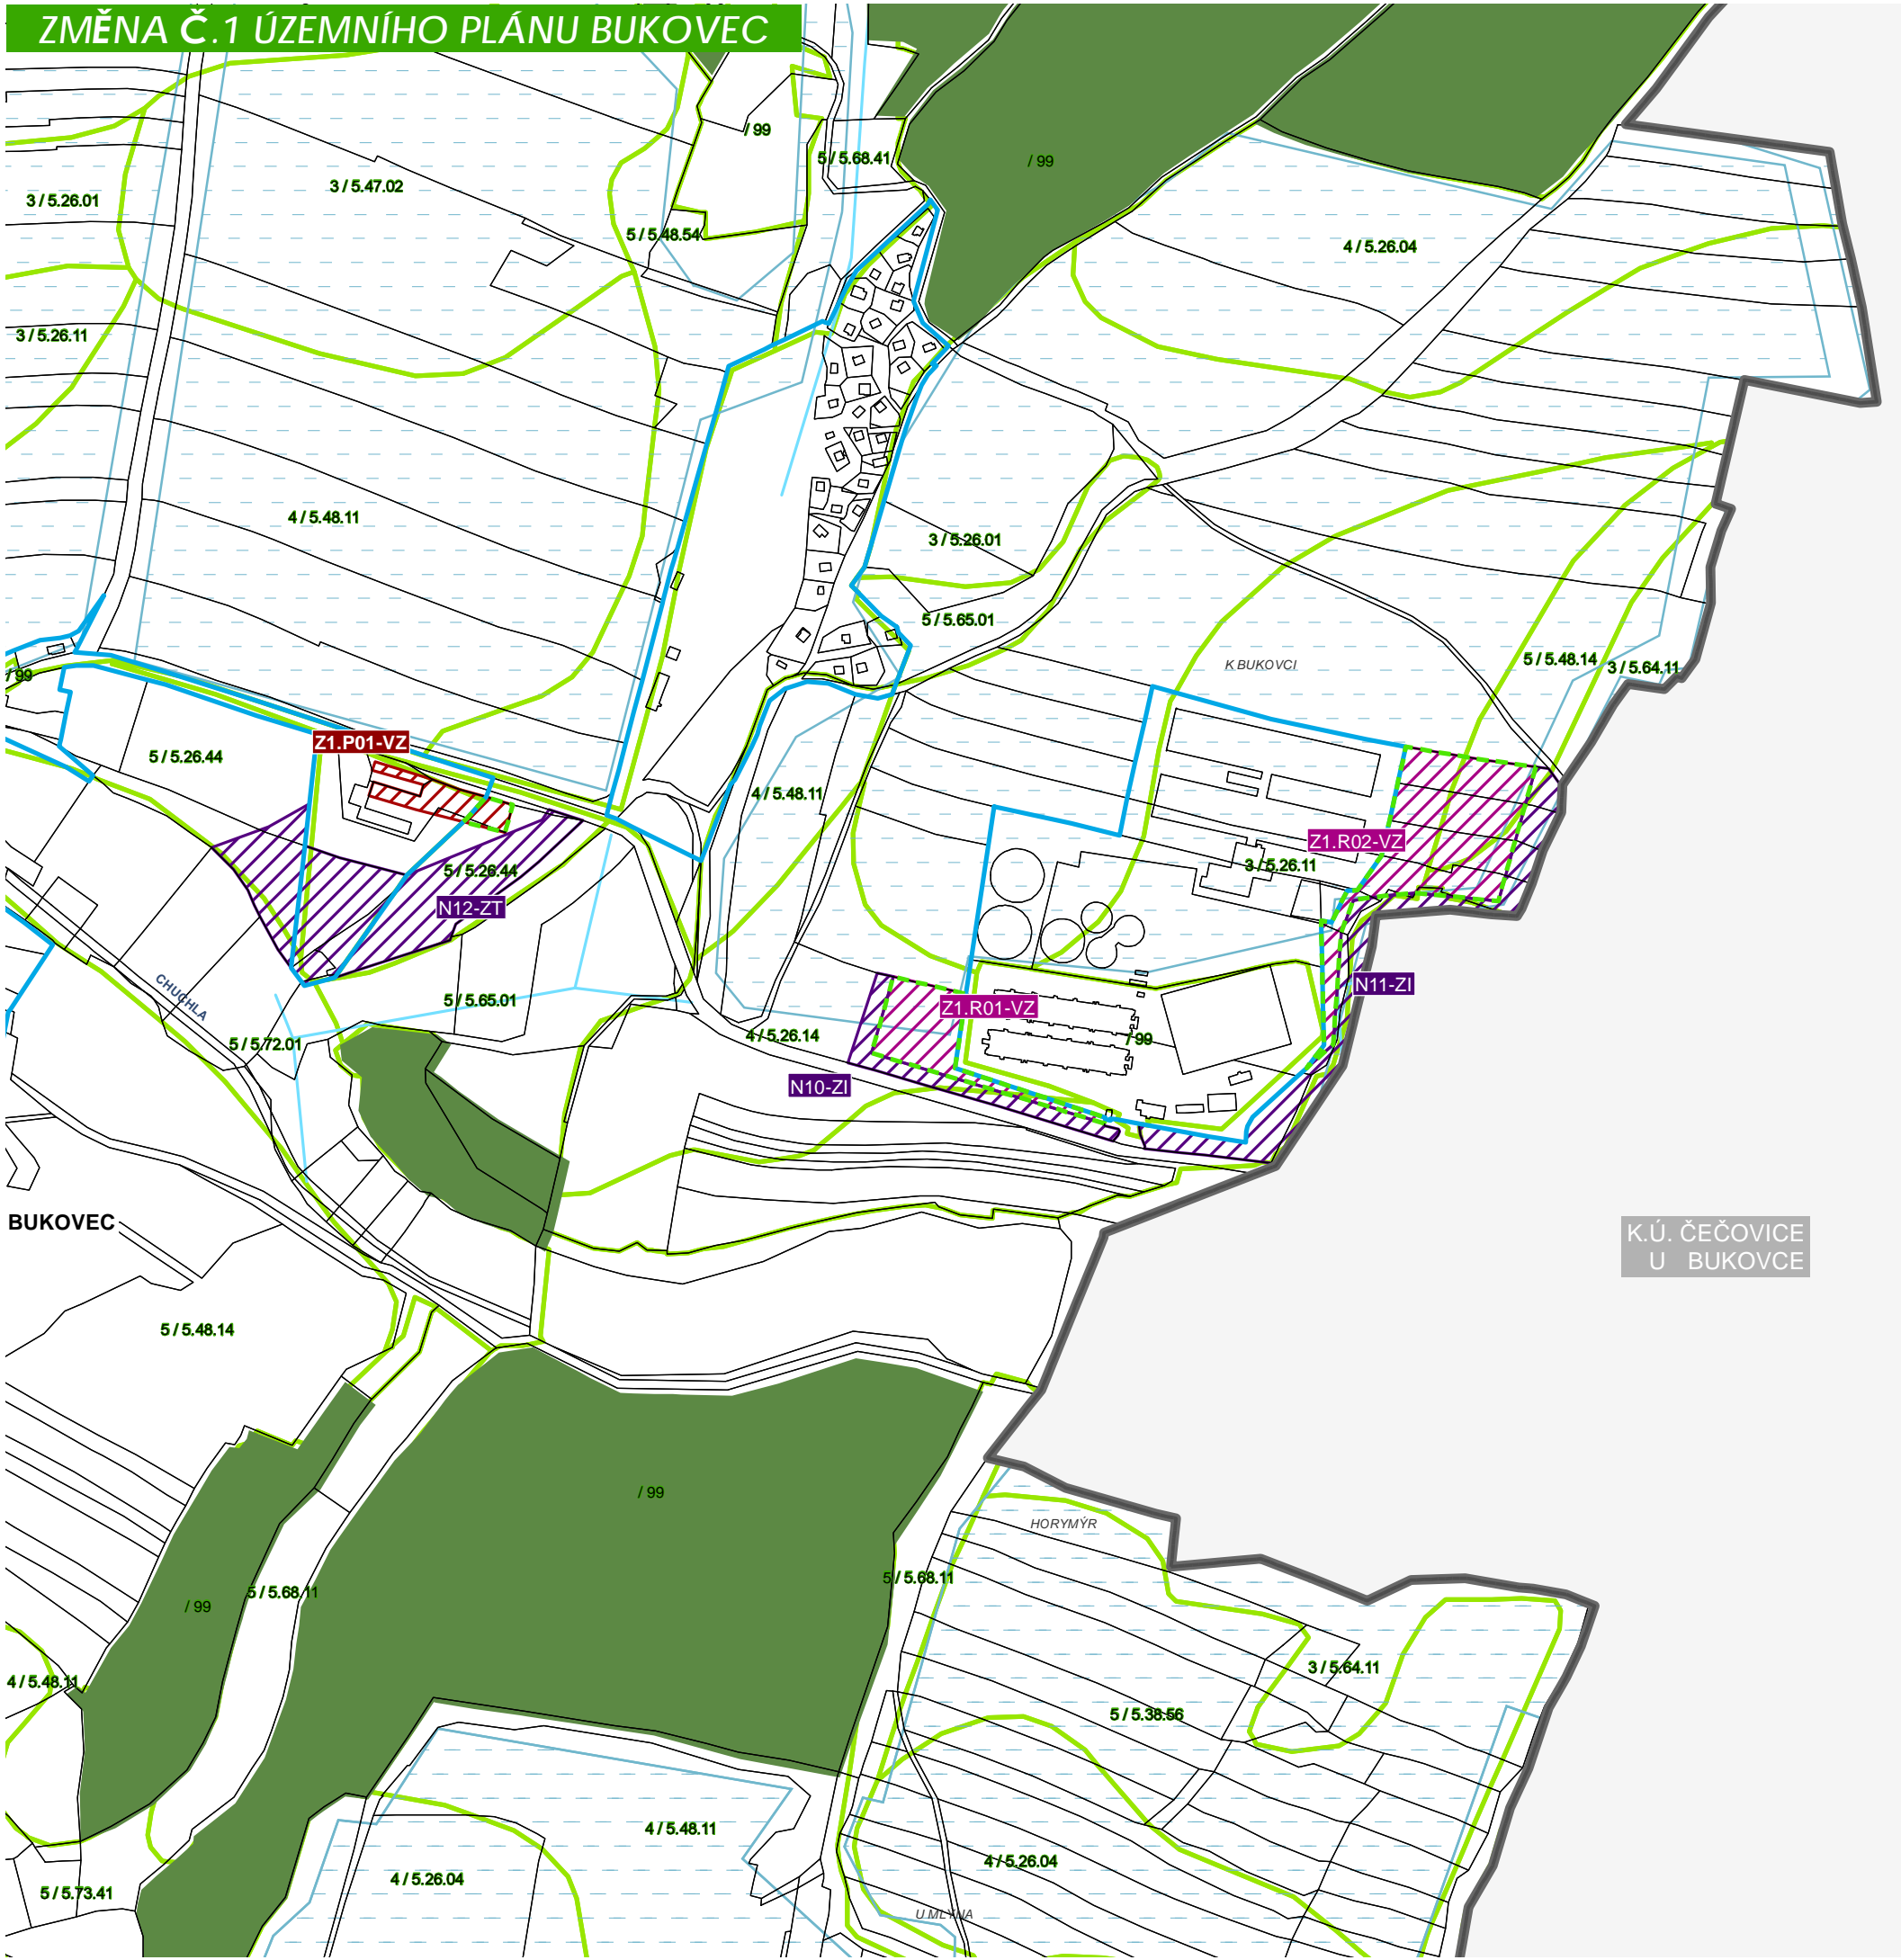 ZMĚNA Č.1 ÚZEMNÍHO PLÁNU BUKOVEC
/ 99
5 / 5.68.41
/ 99
3 / 5.47.02
3 / 5.26.01
5 / 5.48.54
4 / 5.26.04
3 / 5.26.11
4 / 5.48.11
3 / 5.26.01
5 / 5.65.01
K BUKOVCI
5 / 5.48.14
3 / 5.64.11
/ 99
Z1.P01-VZ
5 / 5.26.44
4 / 5.48.11
Z1.R02-VZ
3 / 5.26.11
5 / 5.26.44
N12-ZT
CHUCHLA
N11-ZI
5 / 5.65.01
Z1.R01-VZ
4 / 5.26.14
/ 99
5 / 5.72.01
N10-ZI
BUKOVEC
K.Ú. ČEČOVICE
U BUKOVCE
5 / 5.48.14
/ 99
HORYMÝR
5 / 5.68.11
5 / 5.68.11
/ 99
3 / 5.64.11
4 / 5.48.11
5 / 5.38.56
4 / 5.48.11
4 / 5.26.04
4 / 5.26.04
5 / 5.73.41
U MLÝNA